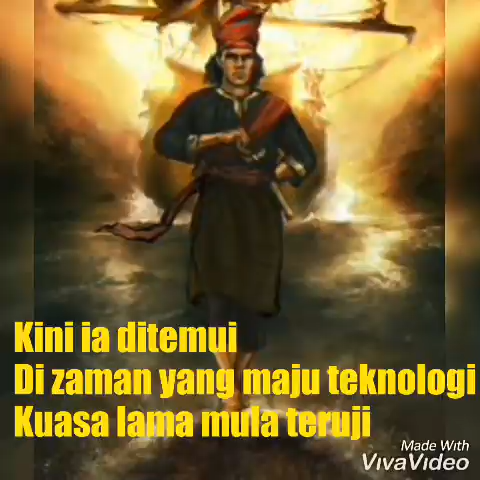 Kini ia ditemui
Di zaman yang maju teknologi
Kuasa lama mula teruji
Made With
VivaVideo